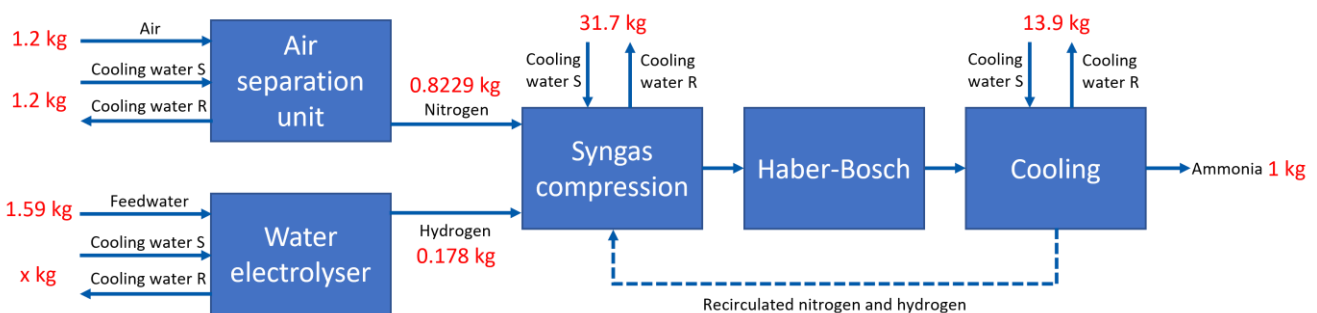 31.7 kg
13.9 kg
1.2 kg
Air
Cooling water S
1.2 kg
Cooling water R
Air
separation
unit
0.8229 kg
Nitrogen
Cooling
water S
Cooling
water R
Syngas
compression
Haber-Bosch
Cooling
water S
Cooling
water R
Cooling
Ammonia 1 kg
1.59 kg
Feedwater
Cooling water S
x kg
Cooling water R
Water
electrolyser
Hydrogen
0.178 kg
Recirculated nitrogen and hydrogen